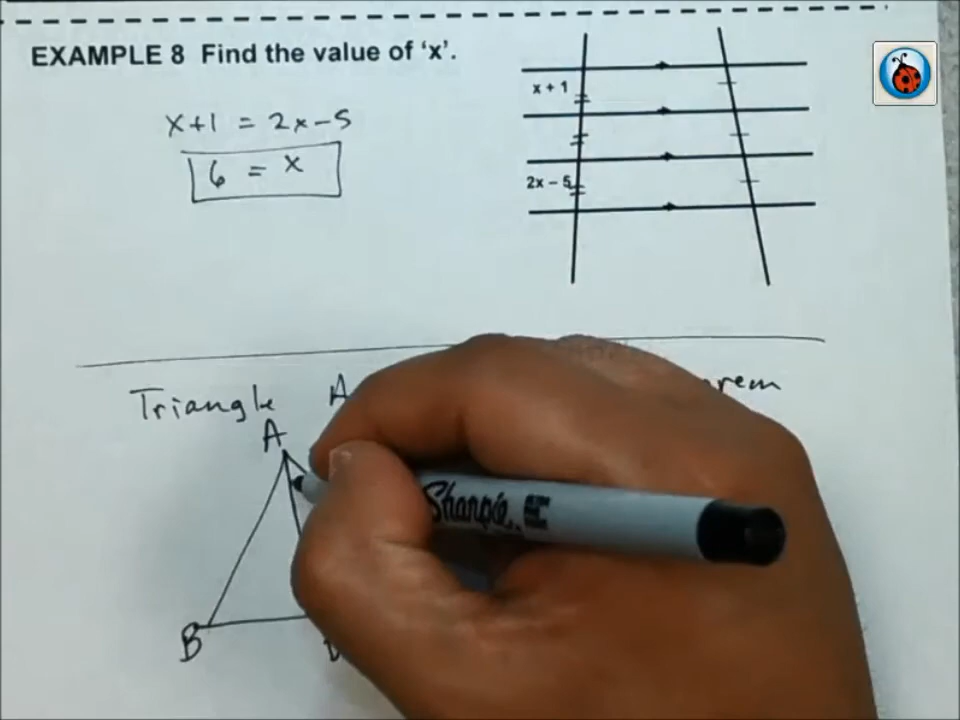 EXAMPLE 8 Find the value of 'x'.
x + 1
x+1 = 2x-5
6 = x
2x – 5
Triangle A
A
Sharpie
B